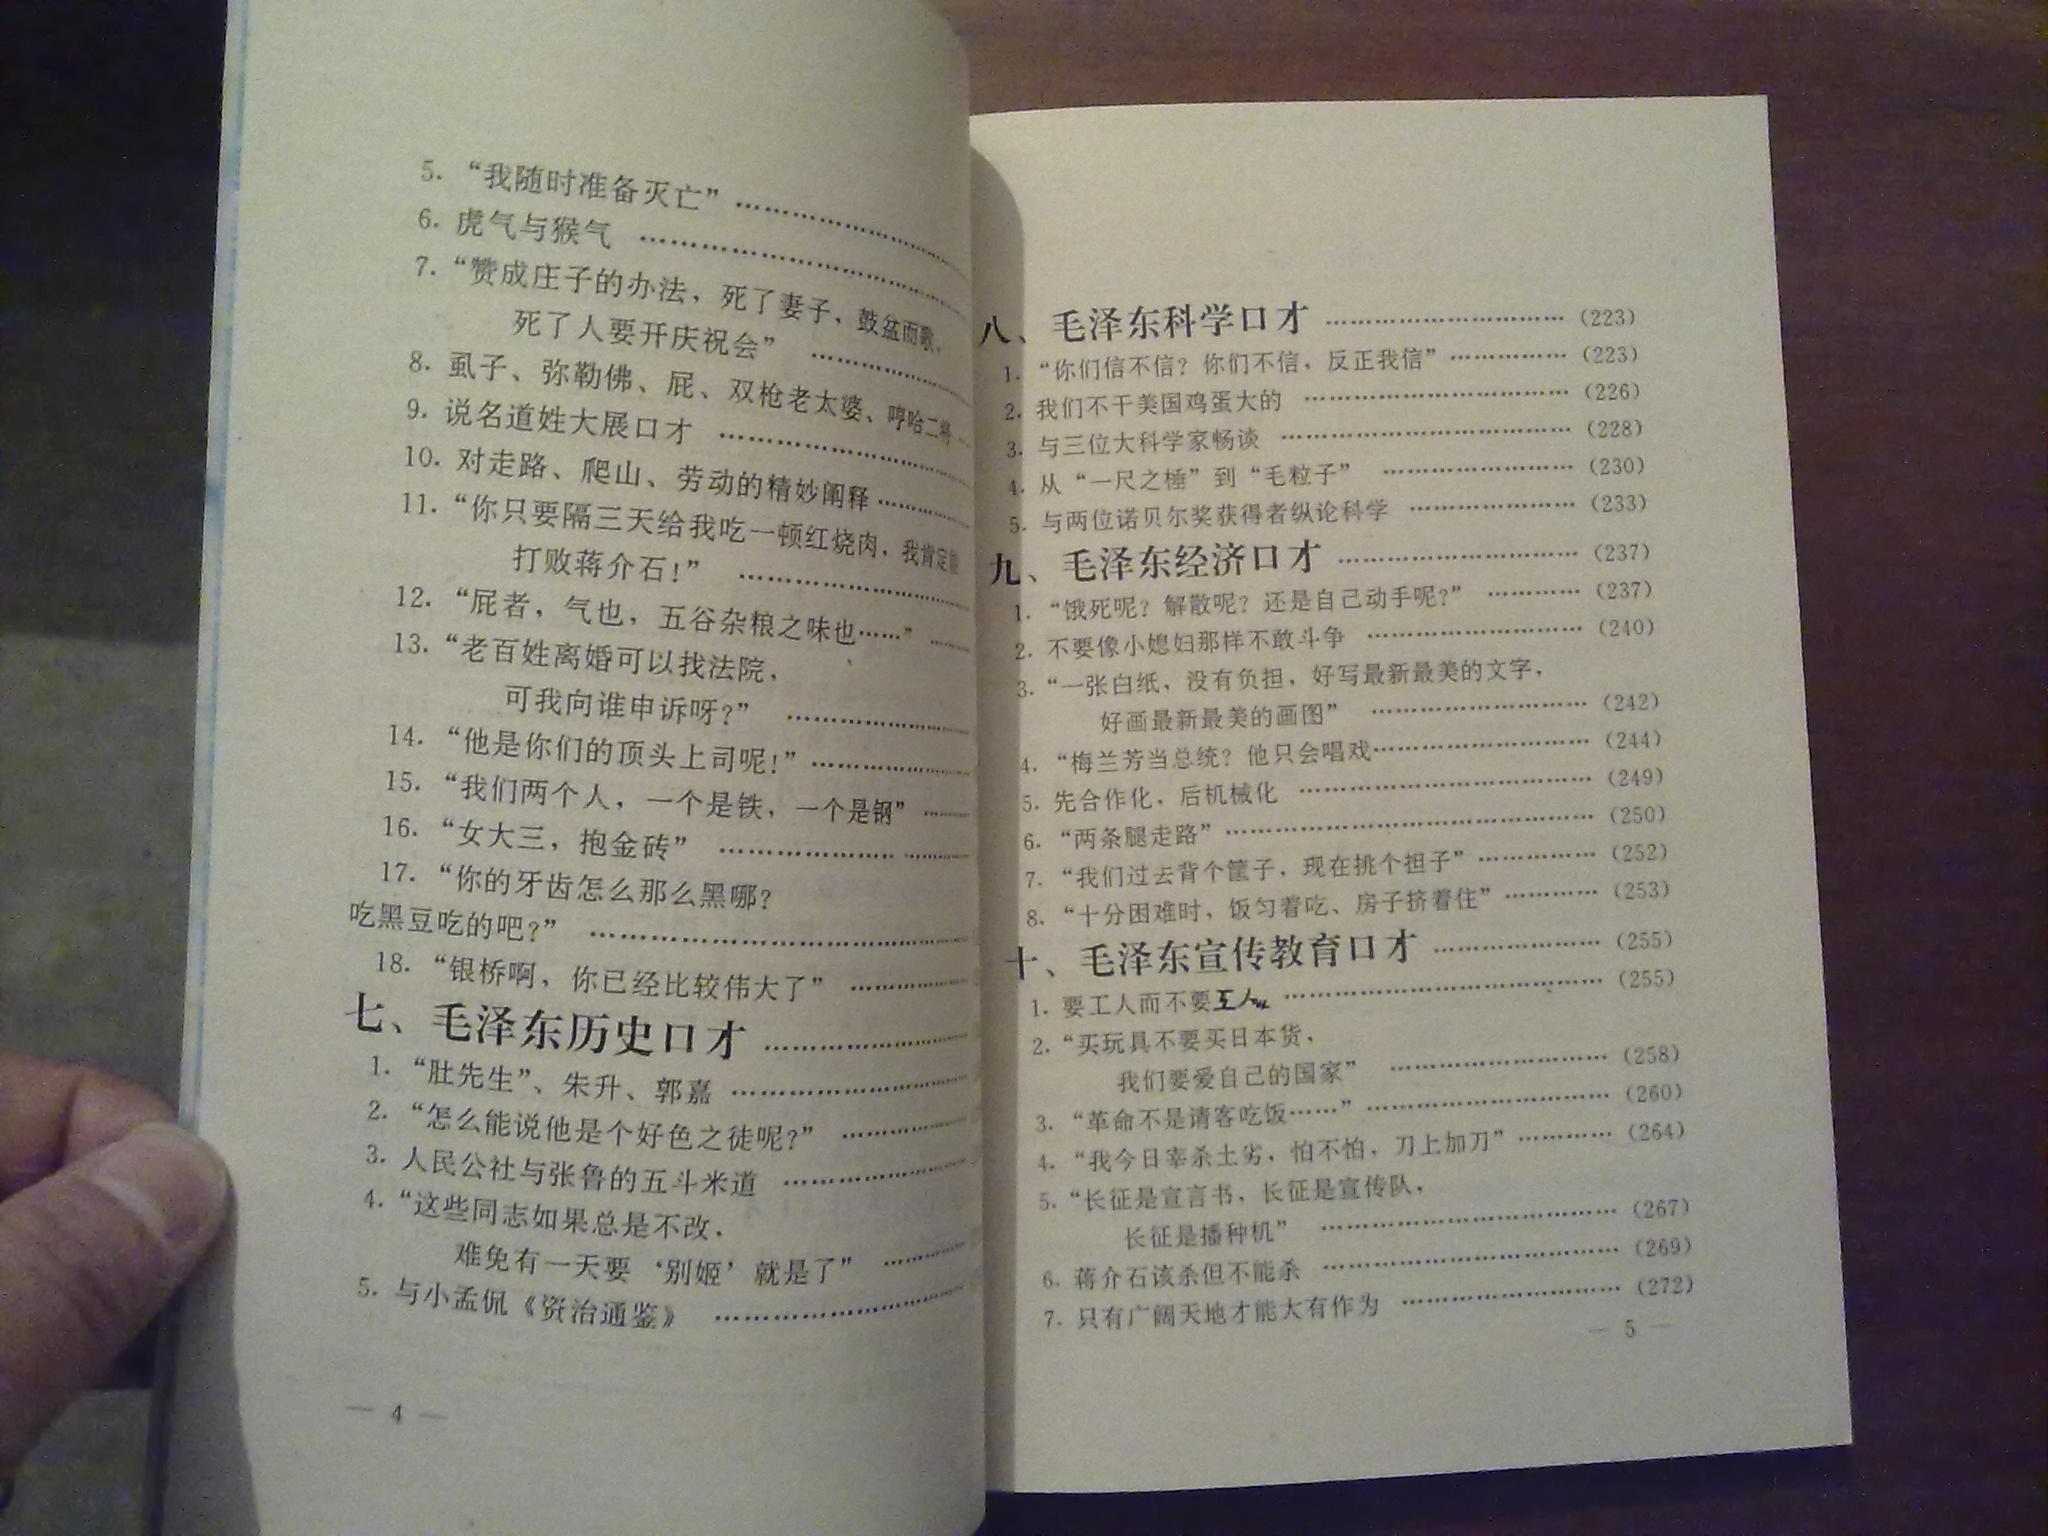 5. “我随时准备灭亡” ……………………
6. 虎气与猴气 ……………………
7. “赞成庄子的办法，死了妻子，鼓盆而歌，
死了人要开庆祝会” ……………
8. 虱子、弥勒佛、屁、双枪老太婆、哼哈二将 …
9. 说名道姓大展口才 ……………………
10. 对走路、爬山、劳动的精妙阐释 …………
11. “你只要隔三天给我吃一顿红烧肉，我肯定能
打败蒋介石！” ……………………
12. “屁者，气也，五谷杂粮之味也……” ……
13. “老百姓离婚可以找法院，
可我向谁申诉呀？” ………………
14. “他是你们的顶头上司呢！” ……………
15. “我们两个人，一个是铁，一个是钢” ……
16. “女大三，抱金砖” ……………………
17. “你的牙齿怎么那么黑哪？
吃黑豆吃的吧？” …………………………
18. “银桥啊，你已经比较伟大了” …………
七、毛泽东历史口才 …………………
1. “肚先生”、朱升、郭嘉 …………………
2. “怎么能说他是个好色之徒呢？” …………
3. 人民公社与张鲁的五斗米道 ………………
4. “这些同志如果总是不改，
难免有一天要‘别姬’就是了” ………
5. 与小孟侃《资治通鉴》 …………………
— 4 —
八、毛泽东科学口才 ………………………… (223)
1. “你们信不信？你们不信，反正我信” …………… (223)
2. 我们不干美国鸡蛋大的 ………………………… (226)
3. 与三位大科学家畅谈 ………………………… (228)
4. 从“一尺之棰”到“毛粒子” ………………… (230)
5. 与两位诺贝尔奖获得者纵论科学 ……………… (233)
九、毛泽东经济口才 ………………………… (237)
1. “饿死呢？解散呢？还是自己动手呢？” ………… (237)
2. 不要像小媳妇那样不敢斗争 …………………… (240)
3. “一张白纸，没有负担，好写最新最美的文字，
好画最新最美的画图” …………………… (242)
4. “梅兰芳当总统？他只会唱戏…………………… (244)
5. 先合作化，后机械化 ………………………… (249)
6. “两条腿走路” ……………………………… (250)
7. “我们过去背个筐子，现在挑个担子” ………… (252)
8. “十分困难时，饭匀着吃、房子挤着住” ……… (253)
十、毛泽东宣传教育口才 ………………… (255)
1. 要工人而不要工人 …………………………… (255)
2. “买玩具不要买日本货，
我们要爱自己的国家” …………………… (258)
3. “革命不是请客吃饭……” …………………… (260)
4. “我今日宰杀土劣，怕不怕，刀上加刀” ……… (264)
5. “长征是宣言书，长征是宣传队，
长征是播种机” ………………………… (267)
6. 蒋介石该杀但不能杀 ………………………… (269)
7. 只有广阔天地才能大有作为 ………………… (272)
— 5 —